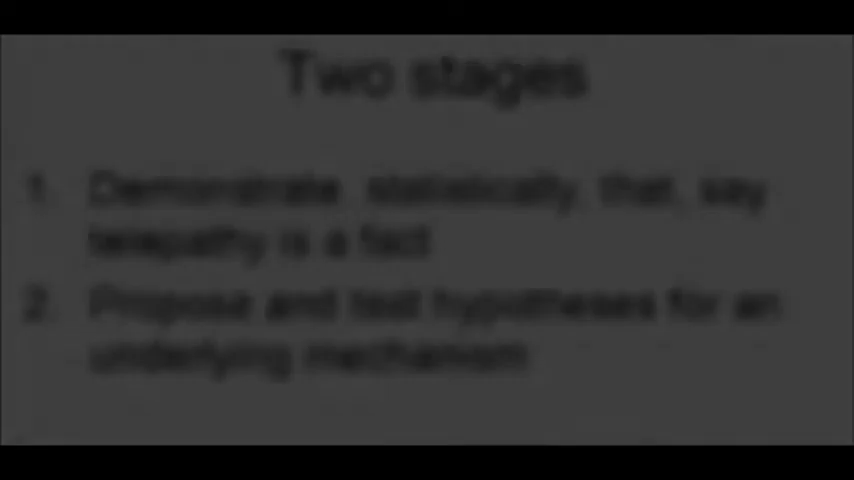 Two stages
1. Demonstrate statistically, that, say
telepathy is a fact
2. Propose and test hypotheses for an
underlying mechanism